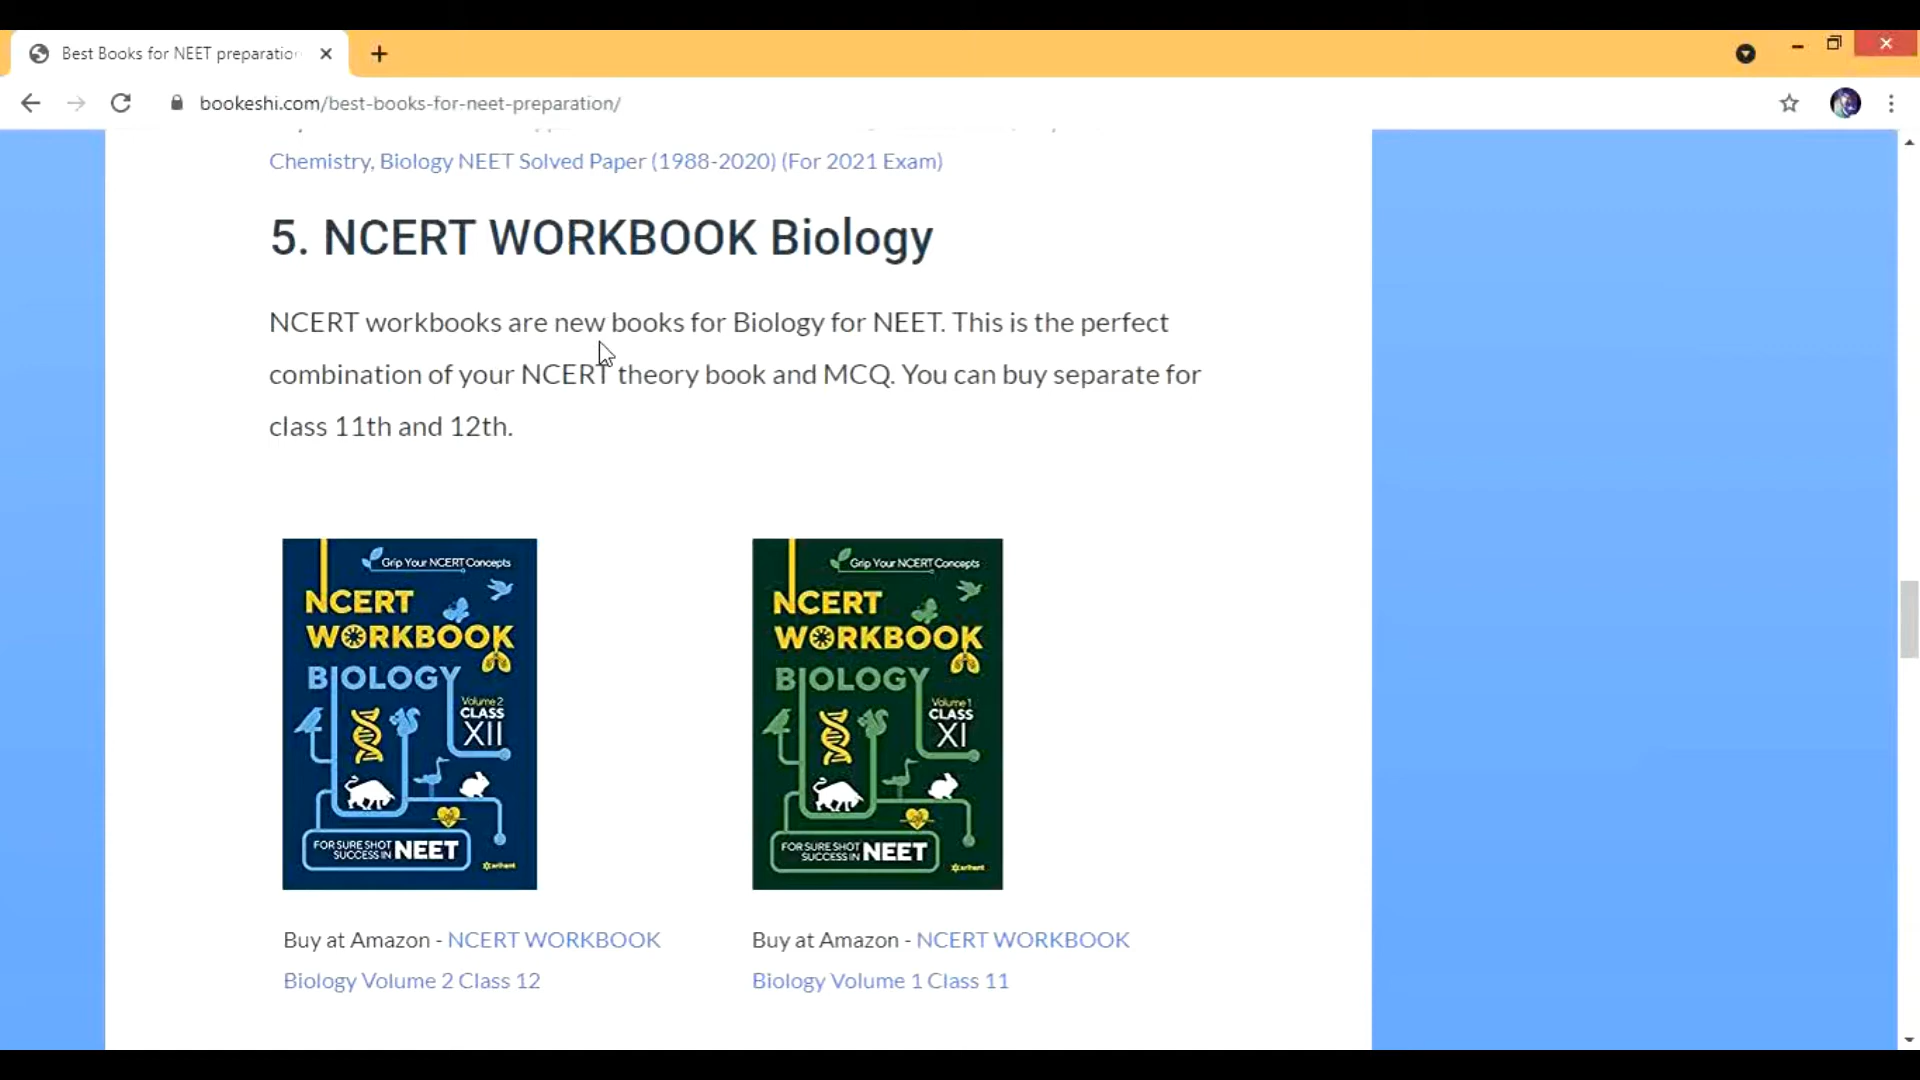 Best Books for NEET preparatio
bookeshi.com/best-books-for-neet-preparation/
Chemistry, Biology NEET Solved Paper (1988-2020) (For 2021 Exam)
5. NCERT WORKBOOK Biology
NCERT workbooks are new books for Biology for NEET. This is the perfect
combination of your NCERT theory book and MCQ. You can buy separate for
class 11th and 12th.
Grip Your NCERT Concepts
NCERT
WORKBOOK
BIOLOGY
Volume 2
CLASS
XII
FOR SURE SHOT
SUCCESS IN NEET
arihant
Grip Your NCERT Concepts
NCERT
WORKBOOK
BIOLOGY
Volume 1
CLASS
XI
FOR SURE SHOT
SUCCESS IN NEET
arihant
Buy at Amazon - NCERT WORKBOOK
Biology Volume 2 Class 12
Buy at Amazon - NCERT WORKBOOK
Biology Volume 1 Class 11